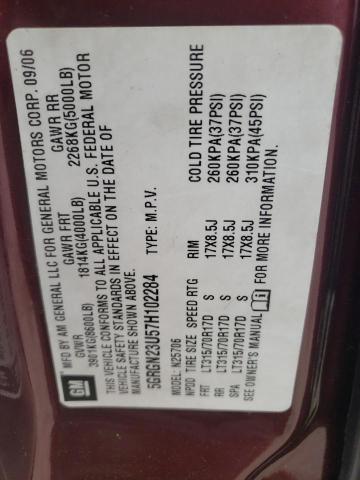 GM
MFD BY AM GENERAL LLC FOR GENERAL MOTORS CORP. 09/06
GVWR GAWR FRT GAWR RR
3901KG(8600LB) 1814KG(4000LB) 2268KG(5000LB)
VEHICLE CONFORMS TO ALL APPLICABLE U.S. FEDERAL MOTOR
VEHICLE SAFETY STANDARDS IN EFFECT ON THE DATE OF
MANUFACTURE SHOWN ABOVE.
5GRGN23U57H102284 TYPE: M.P.V.
MODEL: N25706
NPDD TIRE SIZE SPEED RTG RIM COLD TIRE PRESSURE
FRT LT315/70R17D S 17X8.5J 260KPA(37PSI)
RR LT315/70R17D S 17X8.5J 260KPA(37PSI)
SPA LT315/70R17D S 17X8.5J 310KPA(45PSI)
SEE OWNER'S MANUAL FOR MORE INFORMATION